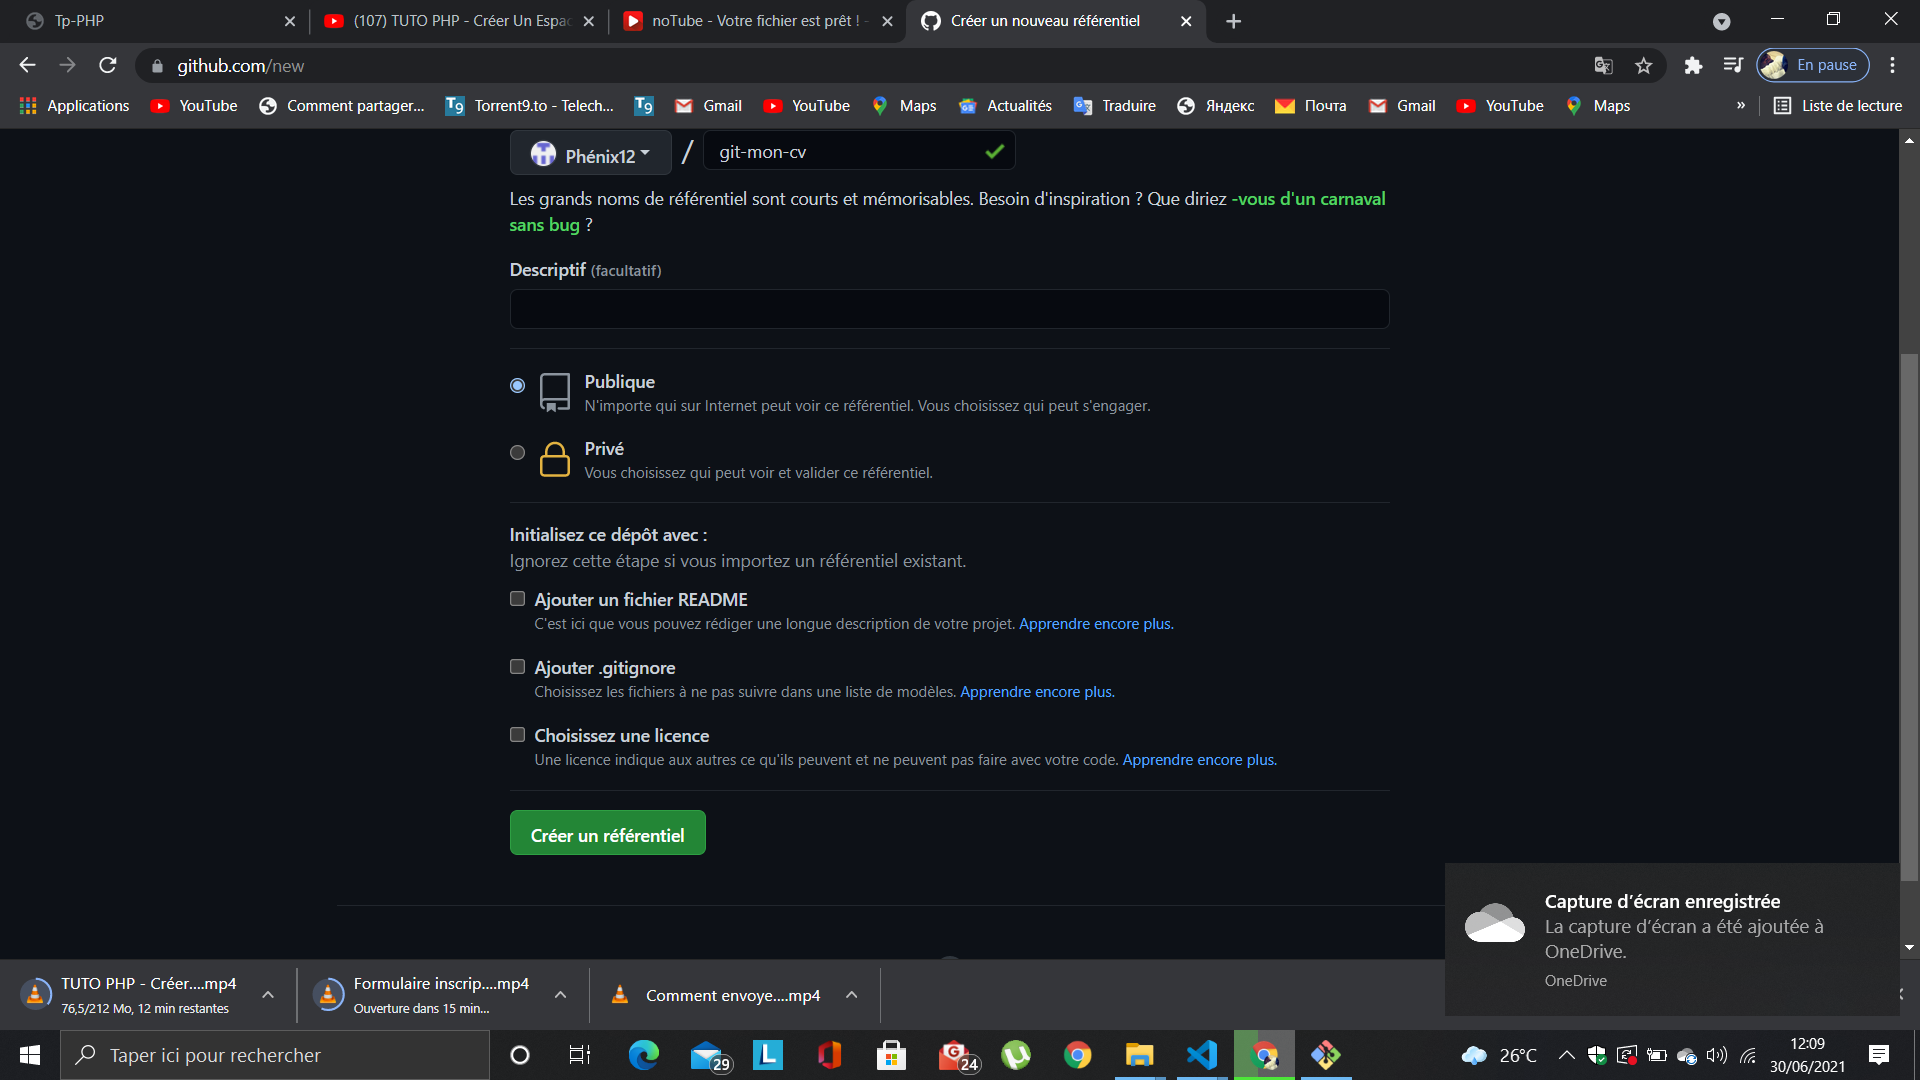 Tp-PHP
(107) TUTO PHP - Créer Un Espac
noTube - Votre fichier est prêt ! -
Créer un nouveau référentiel
github.com/new
En pause
Applications
YouTube
Comment partager...
T9 Torrent9.to - Telech...
T9
Gmail
YouTube
Maps
Actualités
Traduire
Яндекс
Почта
Gmail
YouTube
Maps
»
Liste de lecture
Phénix12 / git-mon-cv
Les grands noms de référentiel sont courts et mémorisables. Besoin d'inspiration ? Que diriez -vous d'un carnaval
sans bug ?
Descriptif (facultatif)
Publique
N'importe qui sur Internet peut voir ce référentiel. Vous choisissez qui peut s'engager.
Privé
Vous choisissez qui peut voir et valider ce référentiel.
Initialisez ce dépôt avec :
Ignorez cette étape si vous importez un référentiel existant.
Ajouter un fichier README
C'est ici que vous pouvez rédiger une longue description de votre projet. Apprendre encore plus.
Ajouter .gitignore
Choisissez les fichiers à ne pas suivre dans une liste de modèles. Apprendre encore plus.
Choisissez une licence
Une licence indique aux autres ce qu'ils peuvent et ne peuvent pas faire avec votre code. Apprendre encore plus.
Créer un référentiel
Capture d'écran enregistrée
La capture d'écran a été ajoutée à
OneDrive.
OneDrive
TUTO PHP - Créer....mp4
76,5/212 Mo, 12 min restantes
Formulaire inscrip....mp4
Ouverture dans 15 min...
Comment envoye....mp4
Taper ici pour rechercher
29
L
24
26°C
12:09
30/06/2021